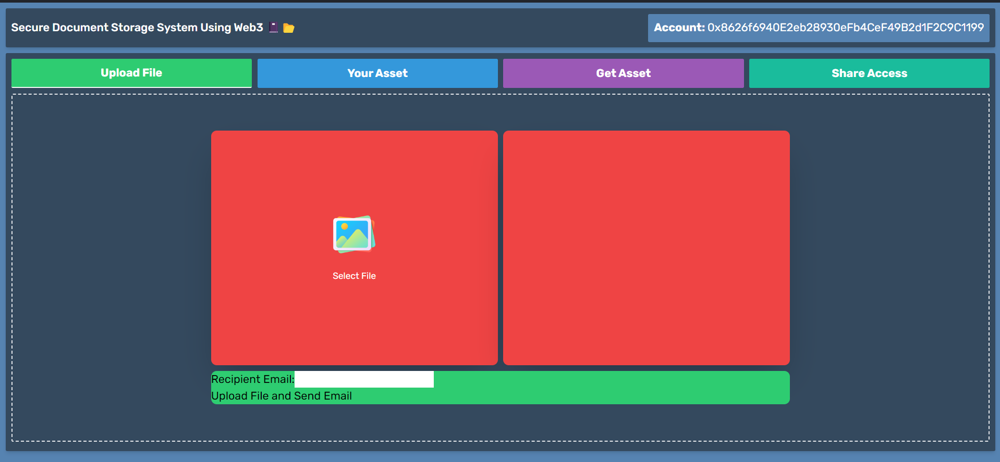 Secure Document Storage System Using Web3
Account: 0x8626f6940E2eb28930eFb4CeF49B2d1F2C9C1199
Upload File
Your Asset
Get Asset
Share Access
Select File
Recipient Email:
Upload File and Send Email